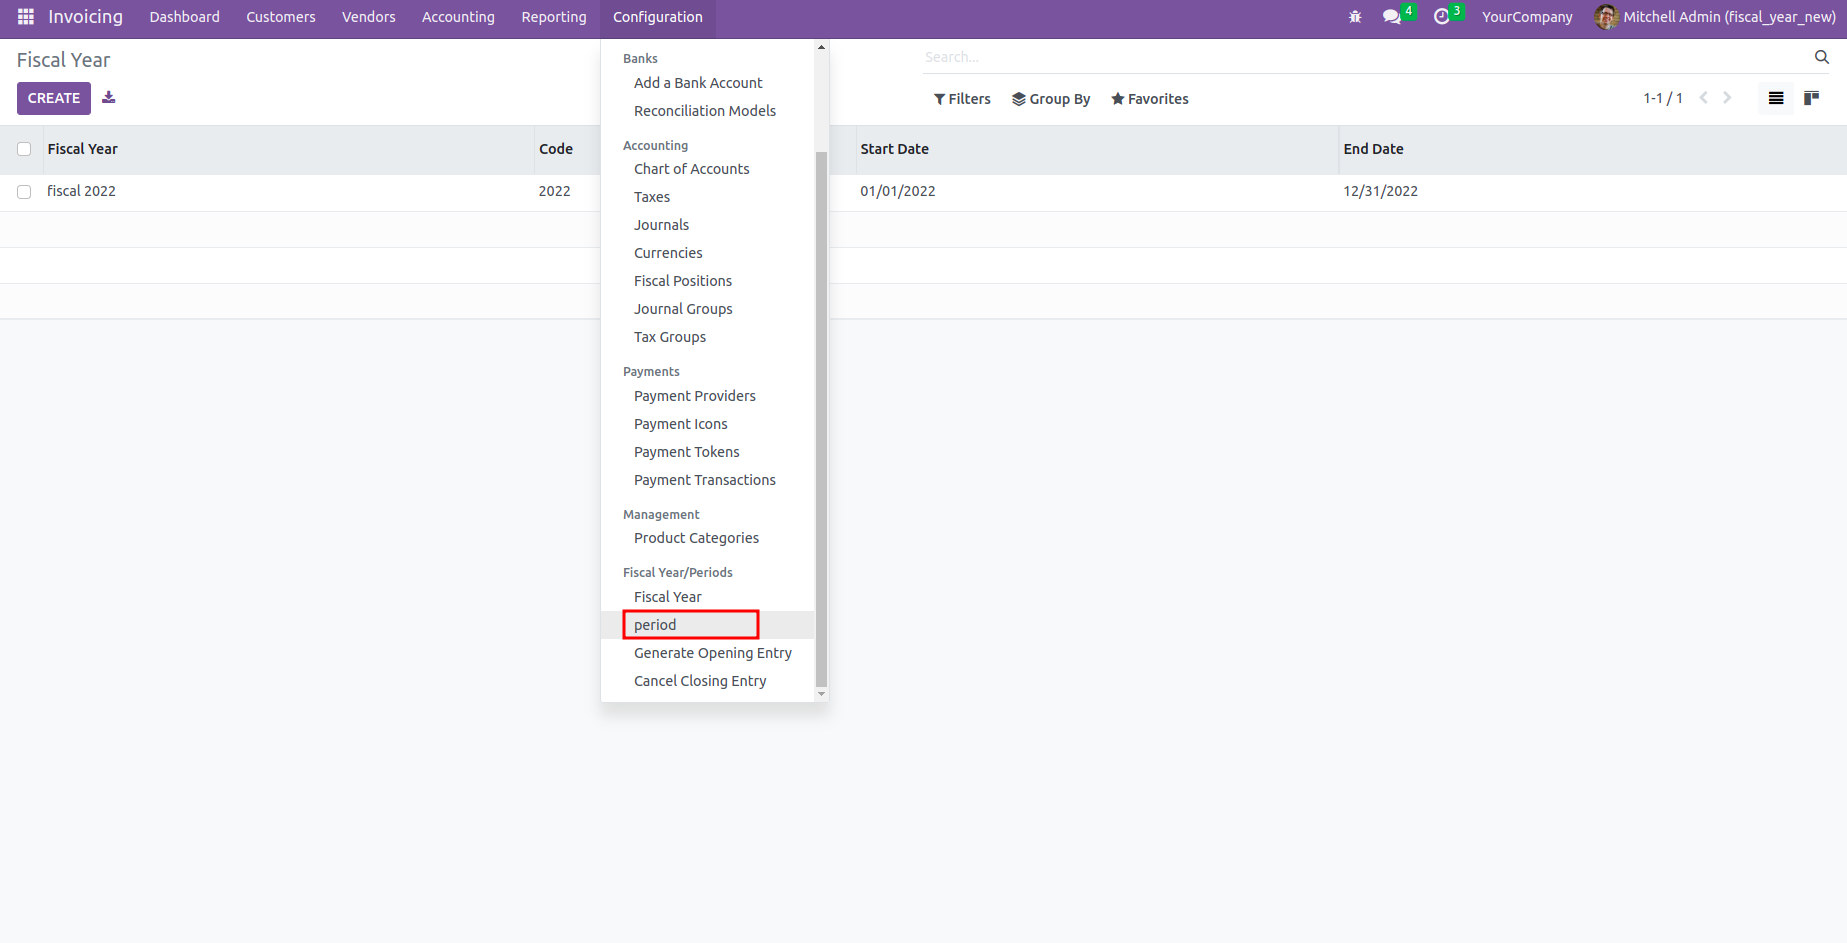 Invoicing Dashboard Customers Vendors Accounting Reporting Configuration 4 3 YourCompany Mitchell Admin (fiscal_year_new)
Fiscal Year
Search...
CREATE
Filters Group By Favorites 1-1 / 1
Fiscal Year Code Start Date End Date
fiscal 2022 2022 01/01/2022 12/31/2022
Banks
Add a Bank Account
Reconciliation Models
Accounting
Chart of Accounts
Taxes
Journals
Currencies
Fiscal Positions
Journal Groups
Tax Groups
Payments
Payment Providers
Payment Icons
Payment Tokens
Payment Transactions
Management
Product Categories
Fiscal Year/Periods
Fiscal Year
period
Generate Opening Entry
Cancel Closing Entry